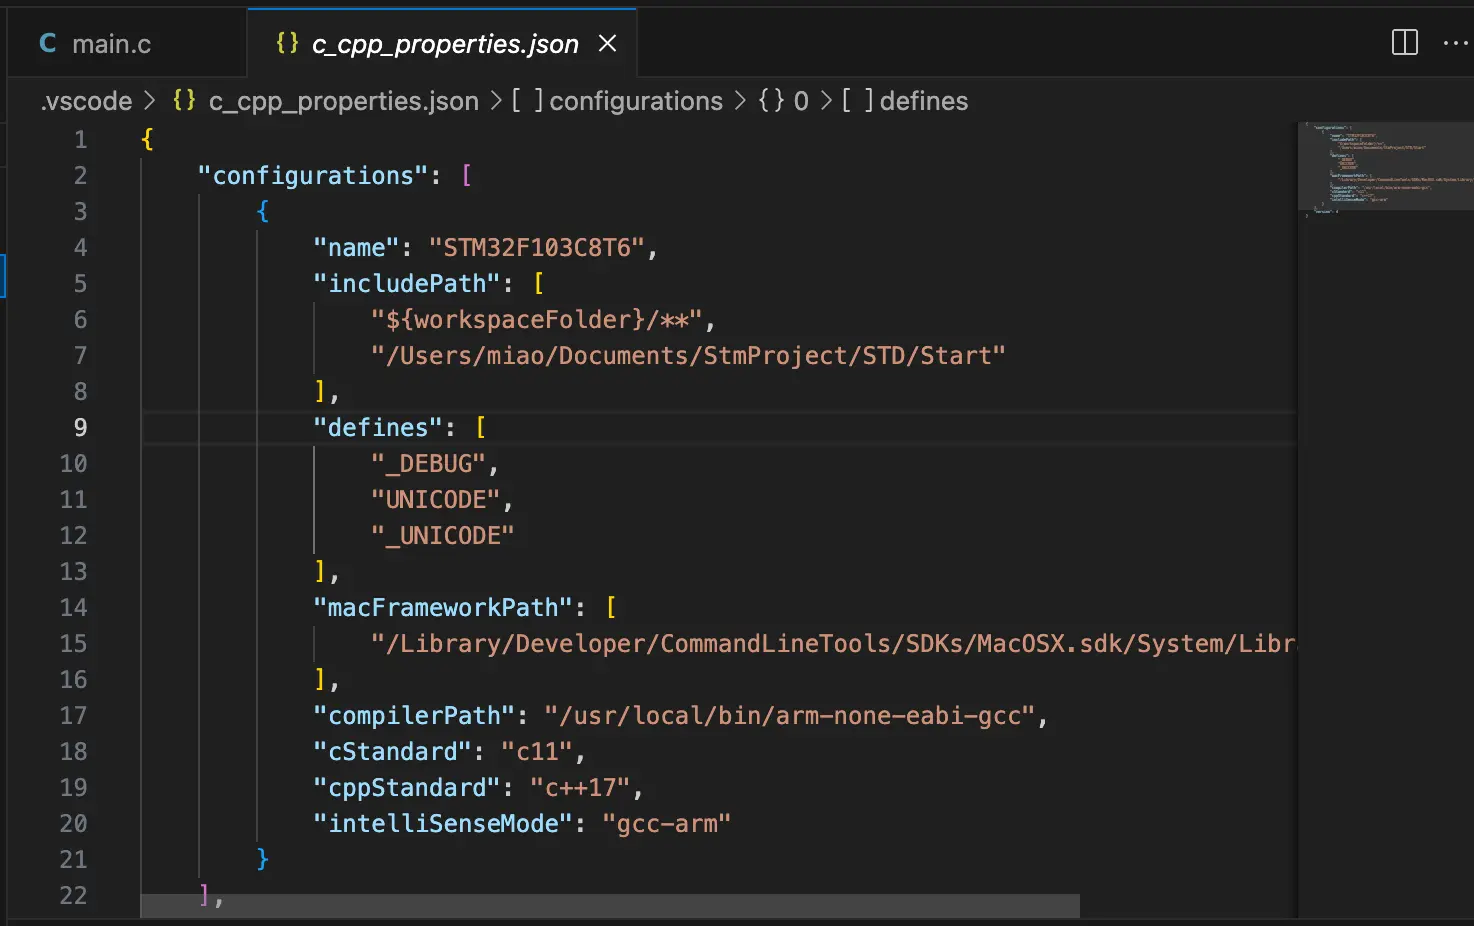 C main.c
{} c_cpp_properties.json ×
.vscode > {} c_cpp_properties.json > [ ] configurations > {} 0 > [ ] defines
1 {
2     "configurations": [
3         {
4             "name": "STM32F103C8T6",
5             "includePath": [
6                 "${workspaceFolder}/**",
7                 "/Users/miao/Documents/StmProject/STD/Start"
8             ],
9             "defines": [
10                 "_DEBUG",
11                 "UNICODE",
12                 "_UNICODE"
13             ],
14             "macFrameworkPath": [
15                 "/Library/Developer/CommandLineTools/SDKs/MacOSX.sdk/System/Libr
16             ],
17             "compilerPath": "/usr/local/bin/arm-none-eabi-gcc",
18             "cStandard": "c11",
19             "cppStandard": "c++17",
20             "intelliSenseMode": "gcc-arm"
21         }
22     ],